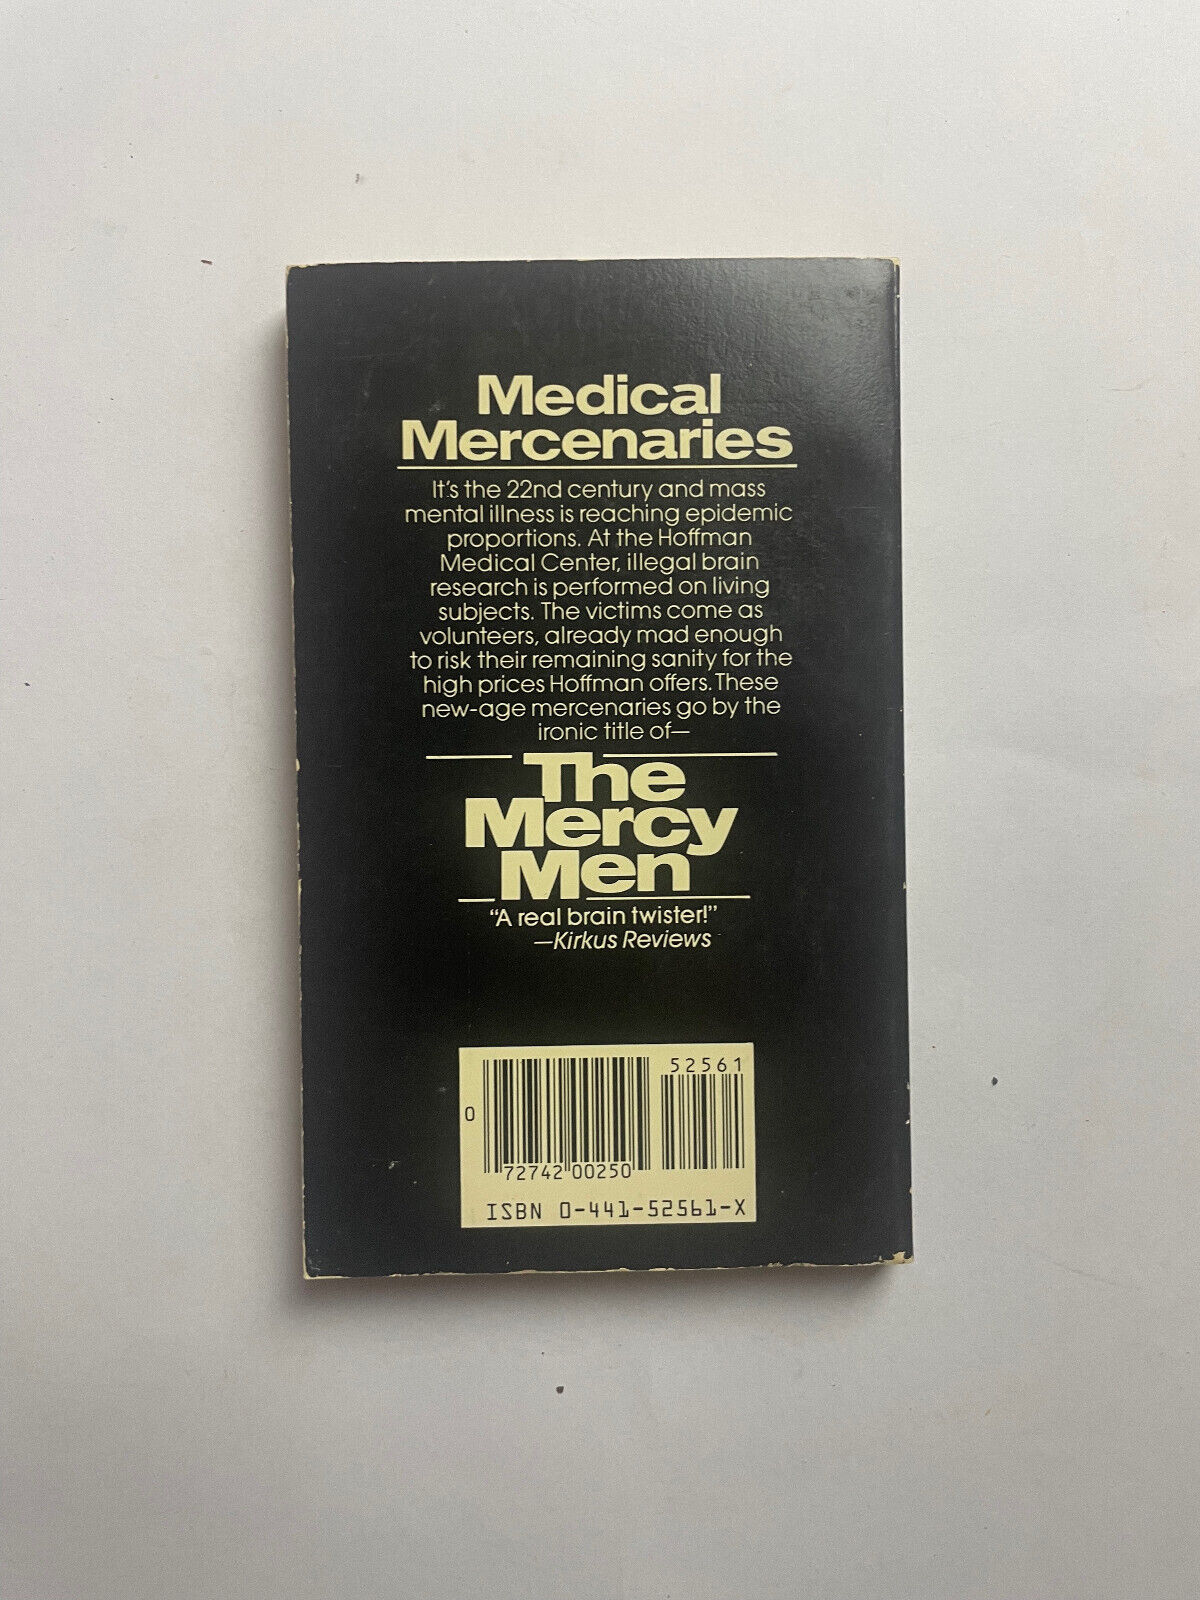 Medical
Mercenaries
It's the 22nd century and mass
mental illness is reaching epidemic
proportions. At the Hoffman
Medical Center, illegal brain
research is performed on living
subjects. The victims come as
volunteers, already mad enough
to risk their remaining sanity for the
high prices Hoffman offers. These
new-age mercenaries go by the
ironic title of—
The
Mercy
Men
"A real brain twister!"
—Kirkus Reviews
52561
0
72742 00250
ISBN 0-441-52561-X